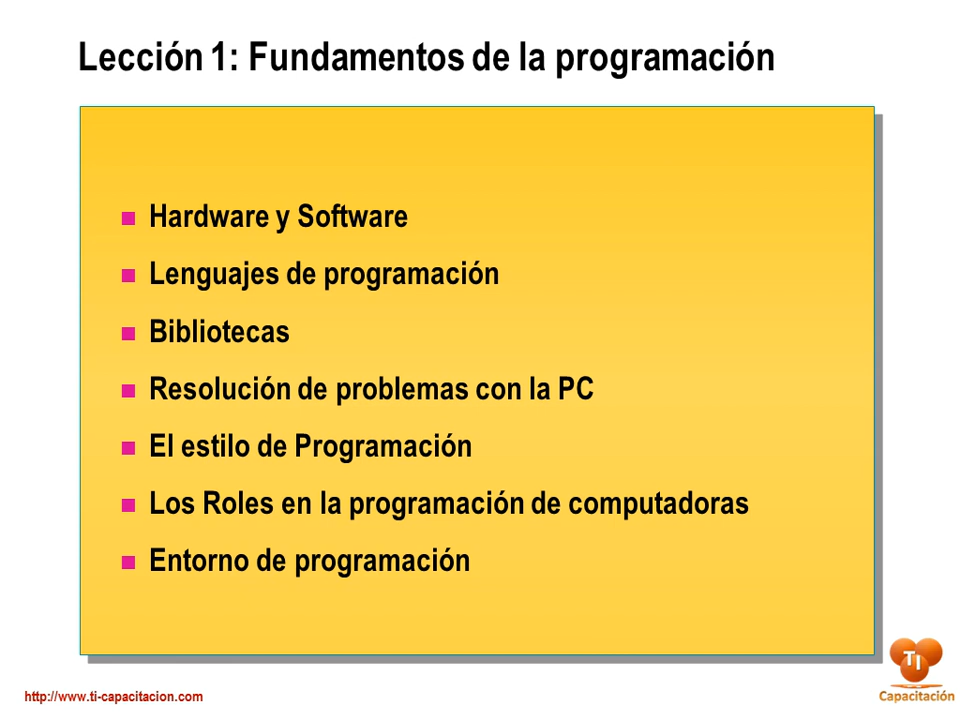 Lección 1: Fundamentos de la programación
Hardware y Software
Lenguajes de programación
Bibliotecas
Resolución de problemas con la PC
El estilo de Programación
Los Roles en la programación de computadoras
Entorno de programación
TI
Capacitación
http://www.ti-capacitacion.com